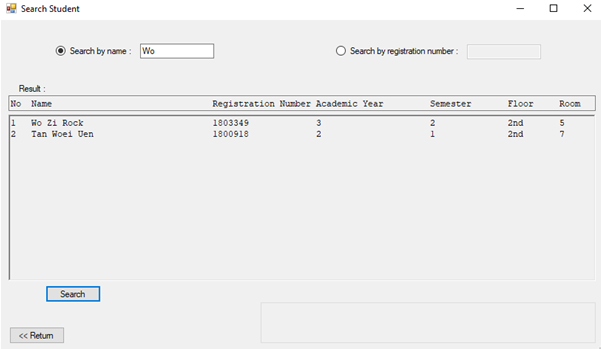 Search Student
Search by name : Wo Search by registration number :
Result :
No Name Registration Number Academic Year Semester Floor Room
1 Wo Zi Rock 1803349 3 2 2nd 5
2 Tan Woei Uen 1800918 2 1 2nd 7
Search
<< Return